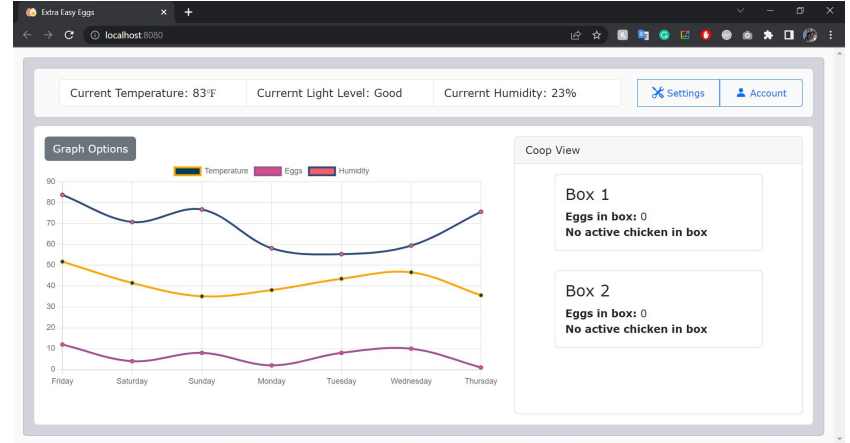 Extra Easy Eggs
localhost:8080
Current Temperature: 83°F
Currernt Light Level: Good
Currernt Humidity: 23%
Settings
Account
Graph Options
Temperature Eggs Humidity
90
80
70
60
50
40
30
20
10
0
Friday Saturday Sunday Monday Tuesday Wednesday Thursday
Coop View
Box 1
Eggs in box: 0
No active chicken in box
Box 2
Eggs in box: 0
No active chicken in box